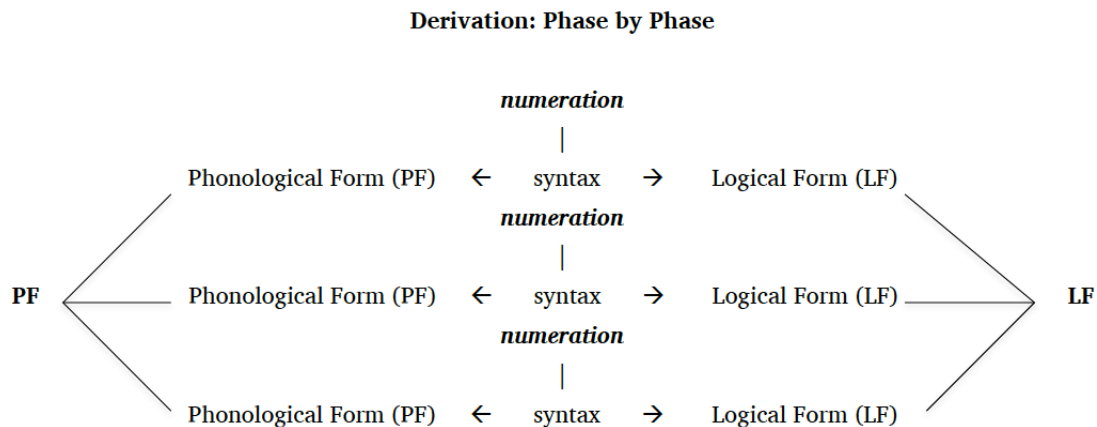 Derivation: Phase by Phase
numeration
|
Phonological Form (PF) ← syntax → Logical Form (LF)
numeration
|
PF Phonological Form (PF) ← syntax → Logical Form (LF) LF
numeration
|
Phonological Form (PF) ← syntax → Logical Form (LF)